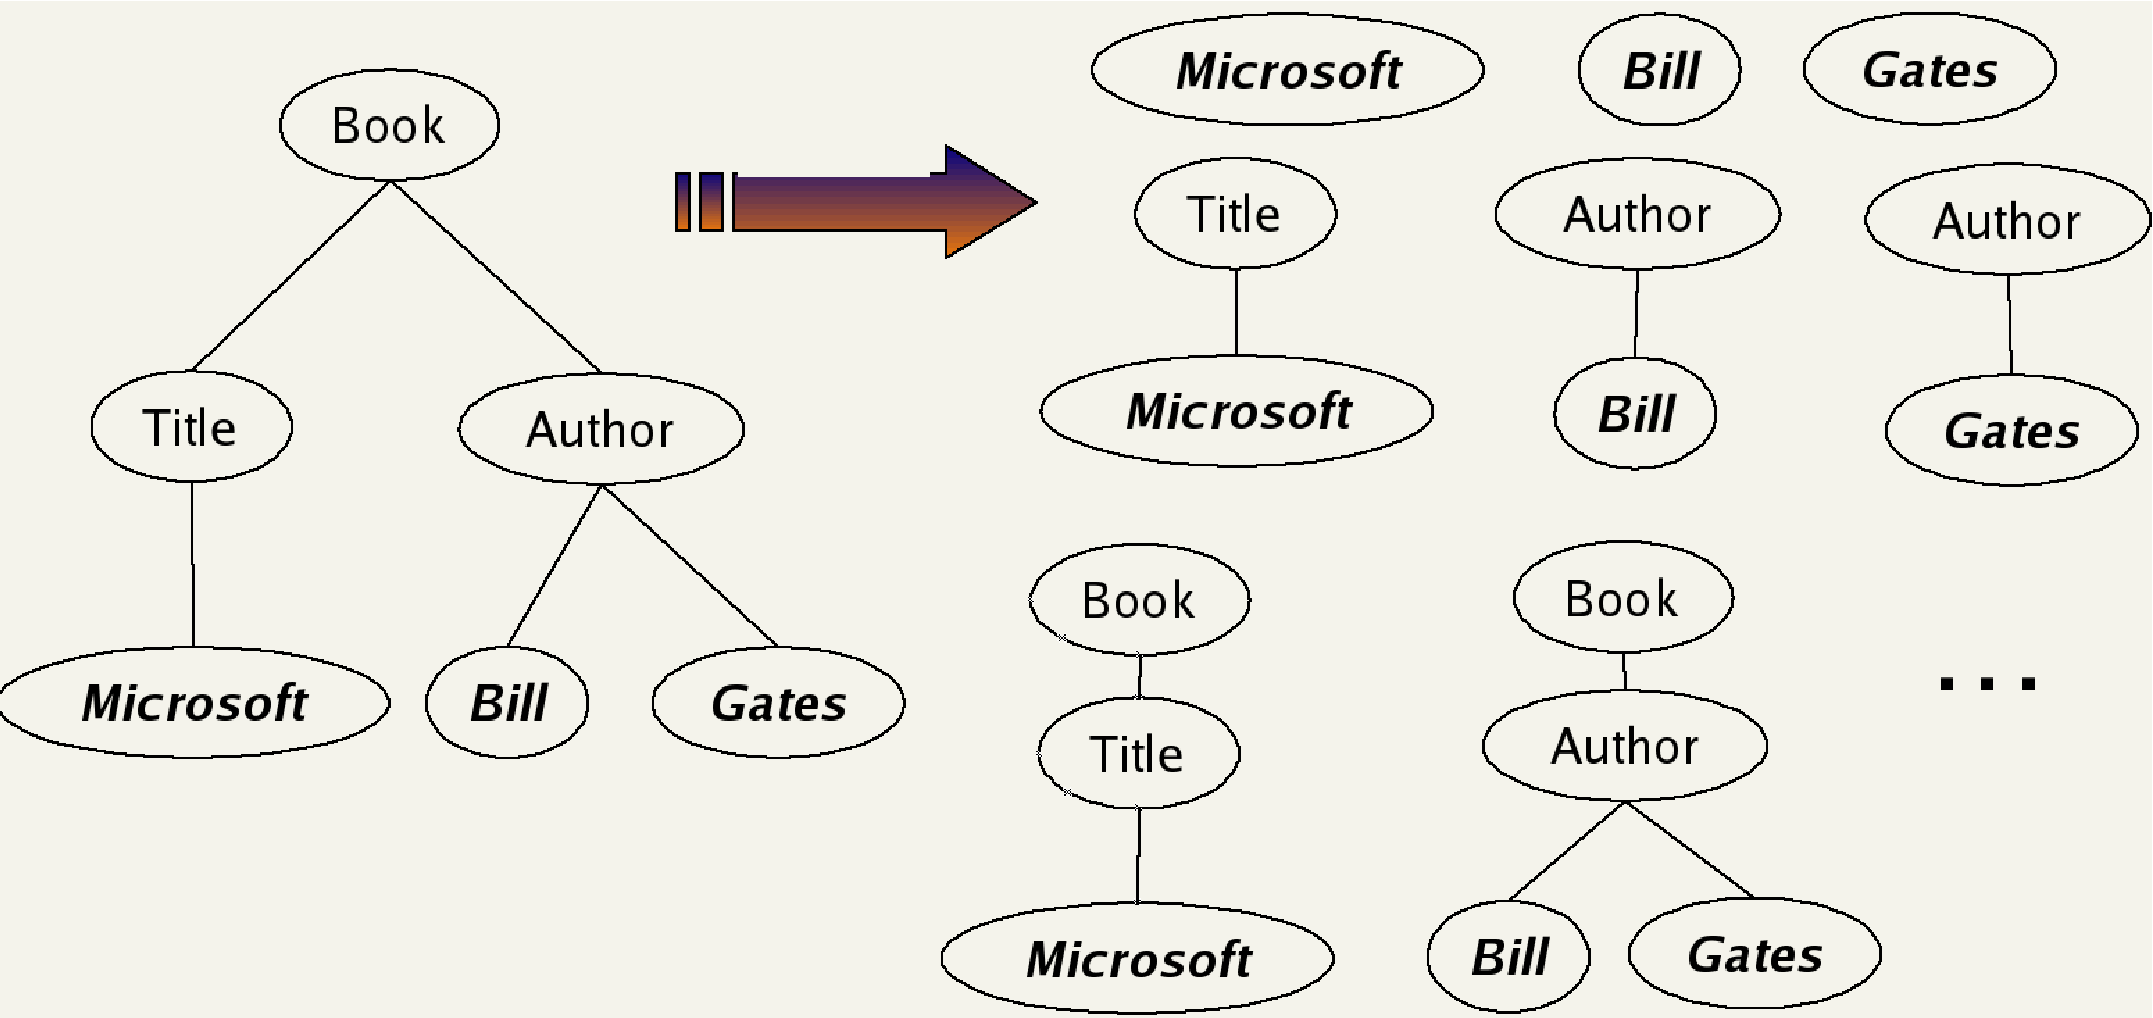 Book
Title
Author
Microsoft
Bill
Gates
Microsoft
Bill
Gates
Title
Author
Author
Microsoft
Bill
Gates
Book
Book
Title
Author
Microsoft
Bill
Gates
...